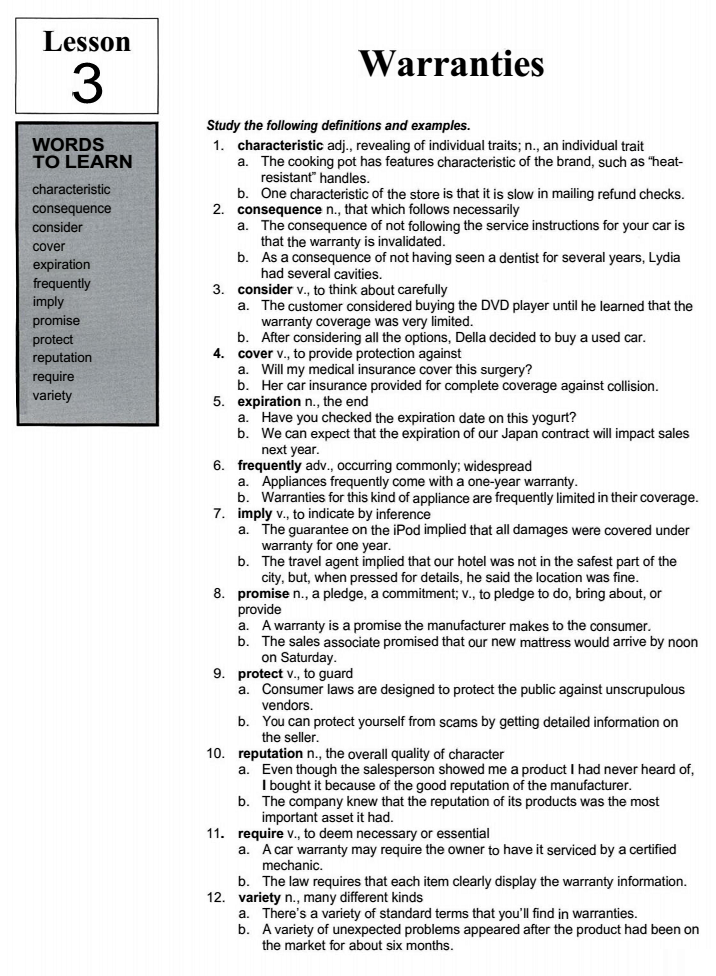 Lesson
3
Warranties
WORDS
TO LEARN
characteristic
consequence
consider
cover
expiration
frequently
imply
promise
protect
reputation
require
variety
Study the following definitions and examples.
1. characteristic adj., revealing of individual traits; n., an individual trait
a. The cooking pot has features characteristic of the brand, such as "heat-
resistant" handles.
b. One characteristic of the store is that it is slow in mailing refund checks.
2. consequence n., that which follows necessarily
a. The consequence of not following the service instructions for your car is
that the warranty is invalidated.
b. As a consequence of not having seen a dentist for several years, Lydia
had several cavities.
3. consider v., to think about carefully
a. The customer considered buying the DVD player until he learned that the
warranty coverage was very limited.
b. After considering all the options, Della decided to buy a used car.
4. cover v., to provide protection against
a. Will my medical insurance cover this surgery?
b. Her car insurance provided for complete coverage against collision.
5. expiration n., the end
a. Have you checked the expiration date on this yogurt?
b. We can expect that the expiration of our Japan contract will impact sales
next year.
6. frequently adv., occurring commonly; widespread
a. Appliances frequently come with a one-year warranty.
b. Warranties for this kind of appliance are frequently limited in their coverage.
7. imply v., to indicate by inference
a. The guarantee on the iPod implied that all damages were covered under
warranty for one year.
b. The travel agent implied that our hotel was not in the safest part of the
city, but, when pressed for details, he said the location was fine.
8. promise n., a pledge, a commitment; v., to pledge to do, bring about, or
provide
a. A warranty is a promise the manufacturer makes to the consumer.
b. The sales associate promised that our new mattress would arrive by noon
on Saturday.
9. protect v., to guard
a. Consumer laws are designed to protect the public against unscrupulous
vendors.
b. You can protect yourself from scams by getting detailed information on
the seller.
10. reputation n., the overall quality of character
a. Even though the salesperson showed me a product I had never heard of,
I bought it because of the good reputation of the manufacturer.
b. The company knew that the reputation of its products was the most
important asset it had.
11. require v., to deem necessary or essential
a. A car warranty may require the owner to have it serviced by a certified
mechanic.
b. The law requires that each item clearly display the warranty information.
12. variety n., many different kinds
a. There's a variety of standard terms that you'll find in warranties.
b. A variety of unexpected problems appeared after the product had been on
the market for about six months.